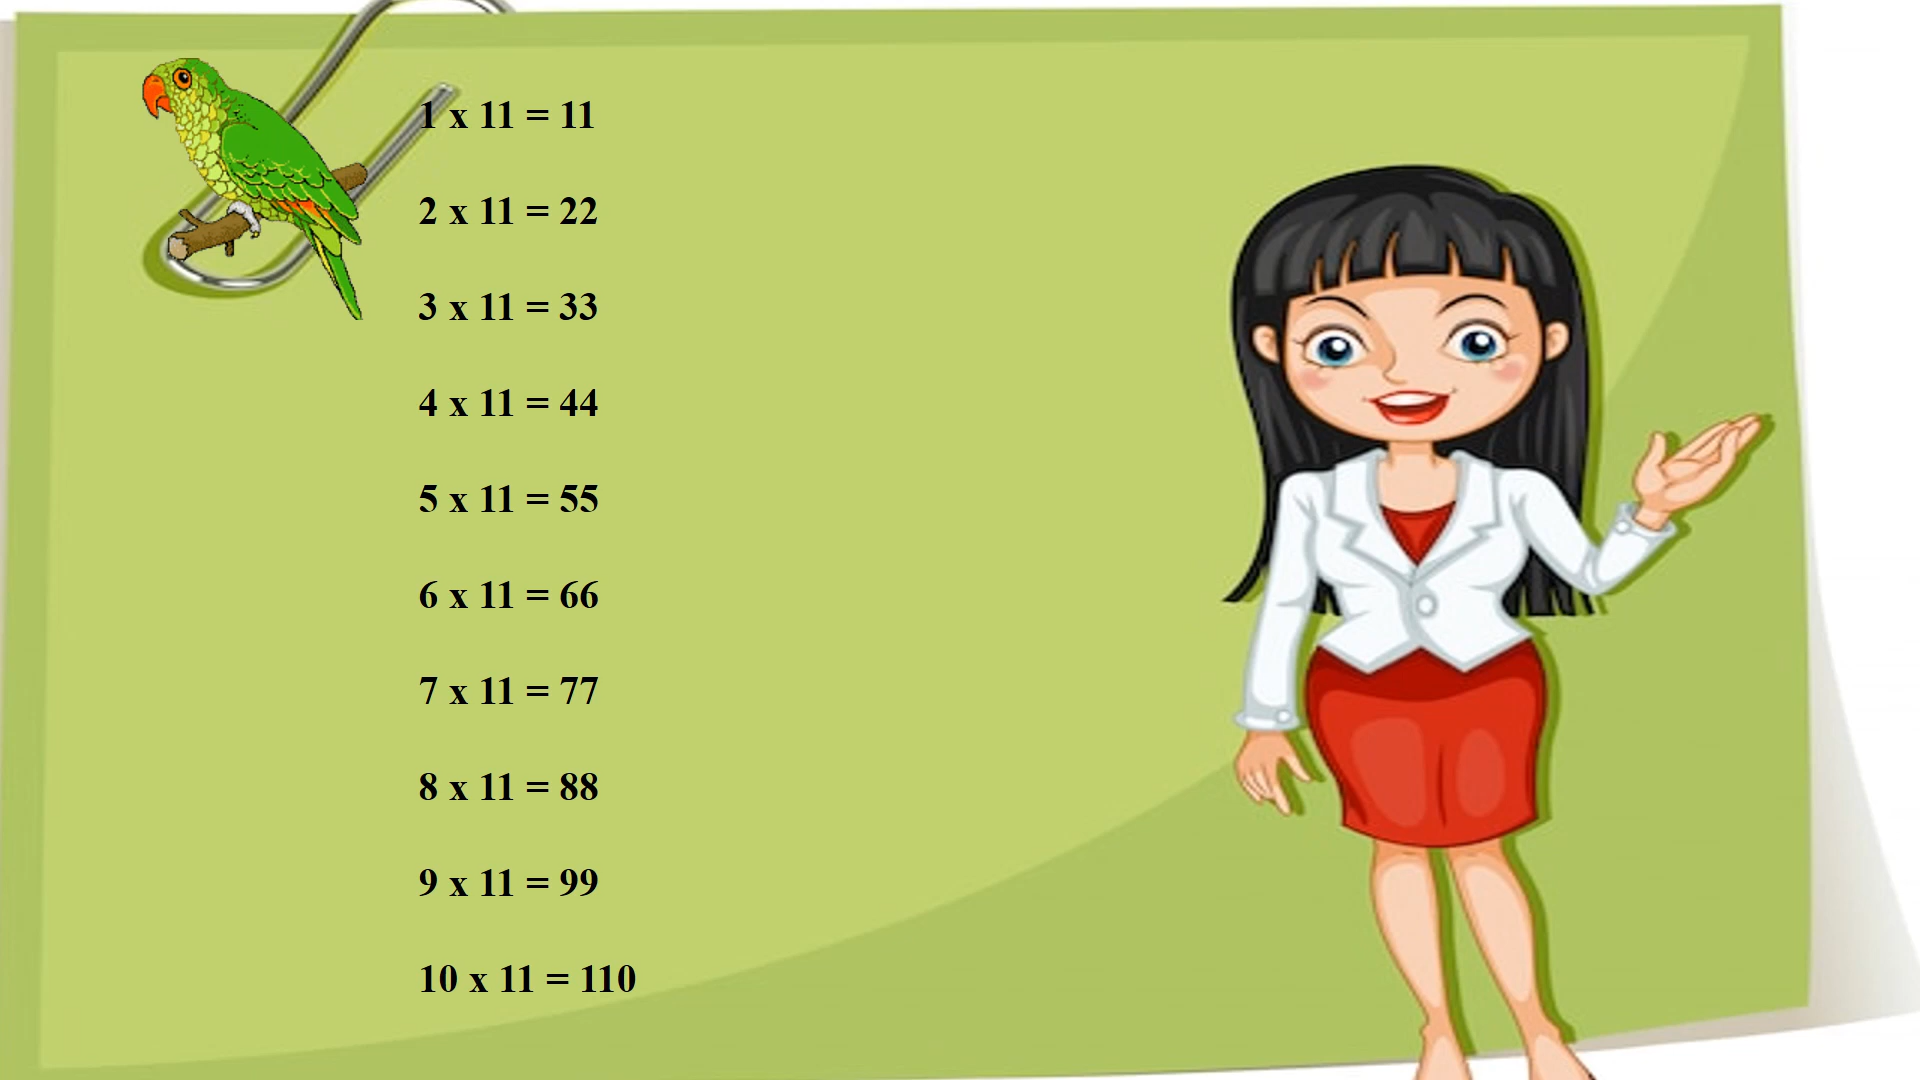 1 x 11 = 11
2 x 11 = 22
3 x 11 = 33
4 x 11 = 44
5 x 11 = 55
6 x 11 = 66
7 x 11 = 77
8 x 11 = 88
9 x 11 = 99
10 x 11 = 110